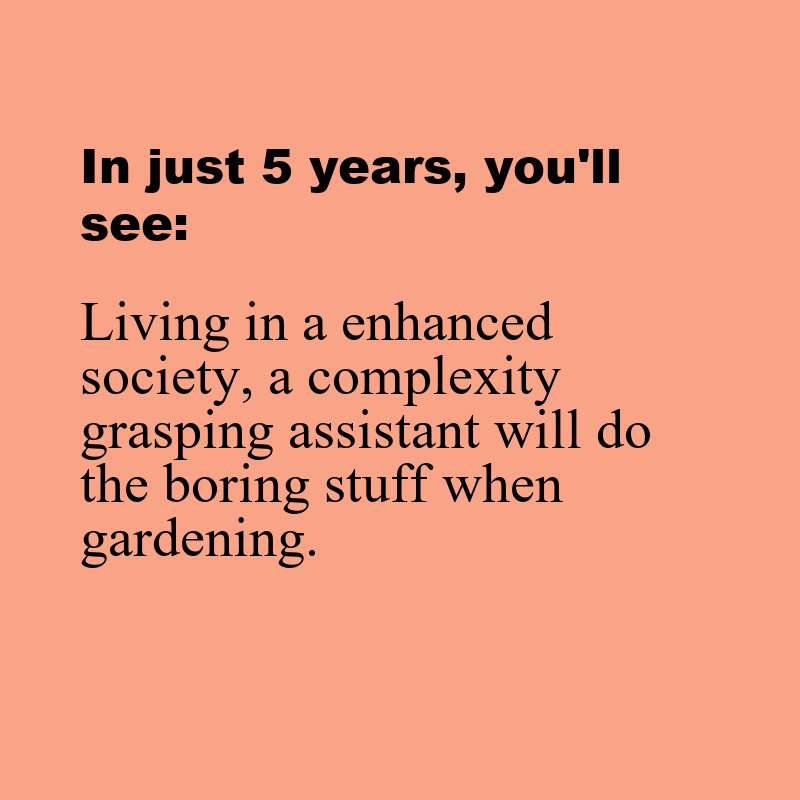 In just 5 years, you'll
see:
Living in a enhanced
society, a complexity
grasping assistant will do
the boring stuff when
gardening.